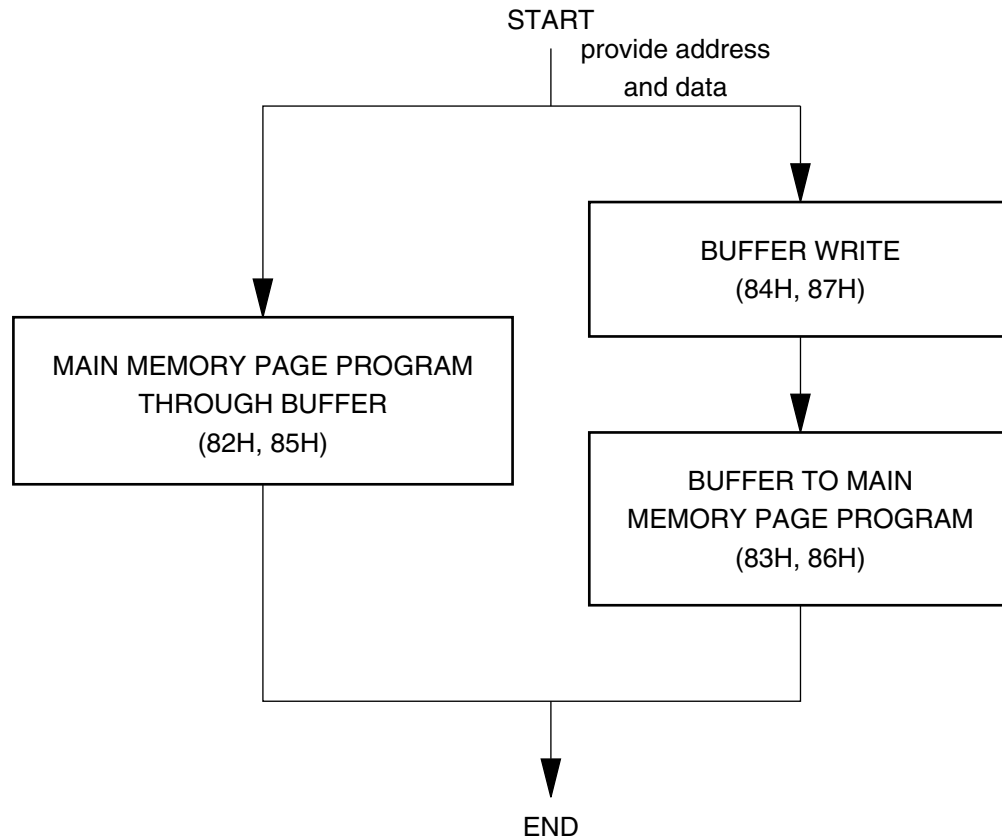 START
provide address
and data
BUFFER WRITE
(84H, 87H)
MAIN MEMORY PAGE PROGRAM
THROUGH BUFFER
(82H, 85H)
BUFFER TO MAIN
MEMORY PAGE PROGRAM
(83H, 86H)
END